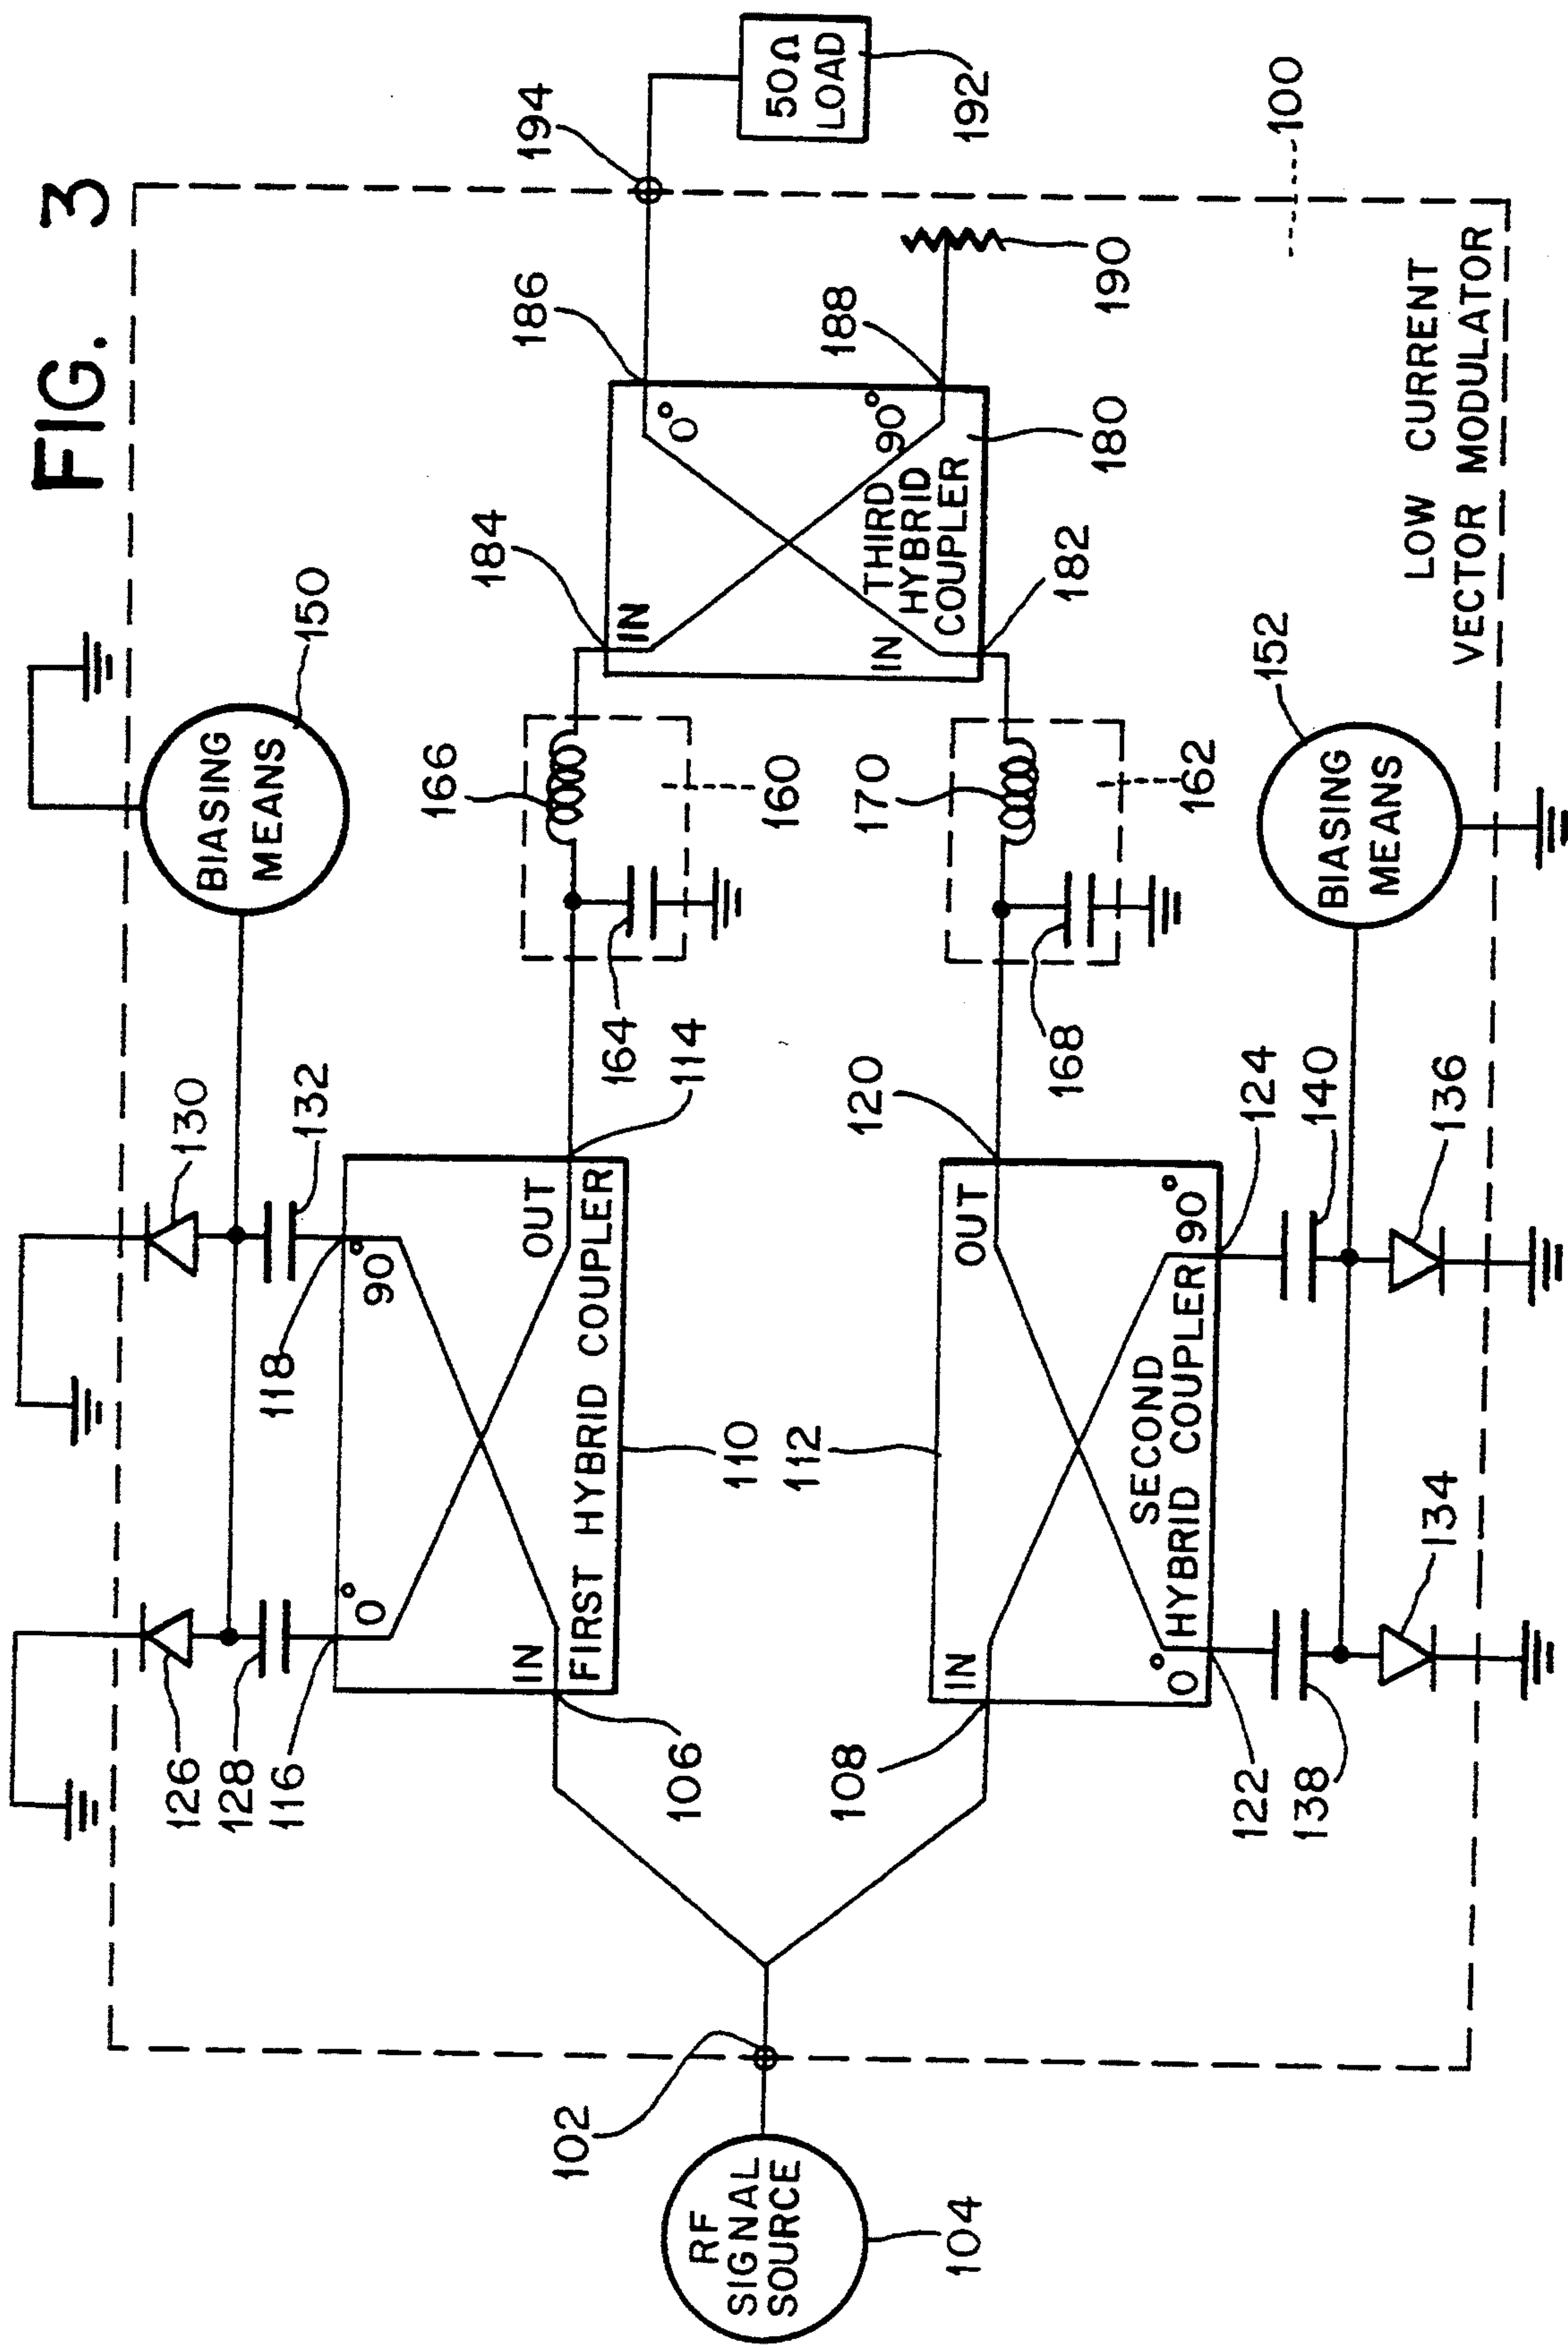 FIG. 3
194
50Ω
LOAD
192
100
150
BIASING
MEANS
186
188
190
184
0°
90°
180
IN
IN
THIRD
HYBRID
COUPLER
182
166
160
170
162
152
BIASING
MEANS
LOW CURRENT
VECTOR MODULATOR
130
132
164
114
120
168
124
140
136
118
90°
OUT
0°
IN
FIRST HYBRID COUPLER
110
112
OUT
90°
IN
0°
SECOND
HYBRID COUPLER
134
126
128
116
106
108
122
138
102
RF
SIGNAL
SOURCE
104